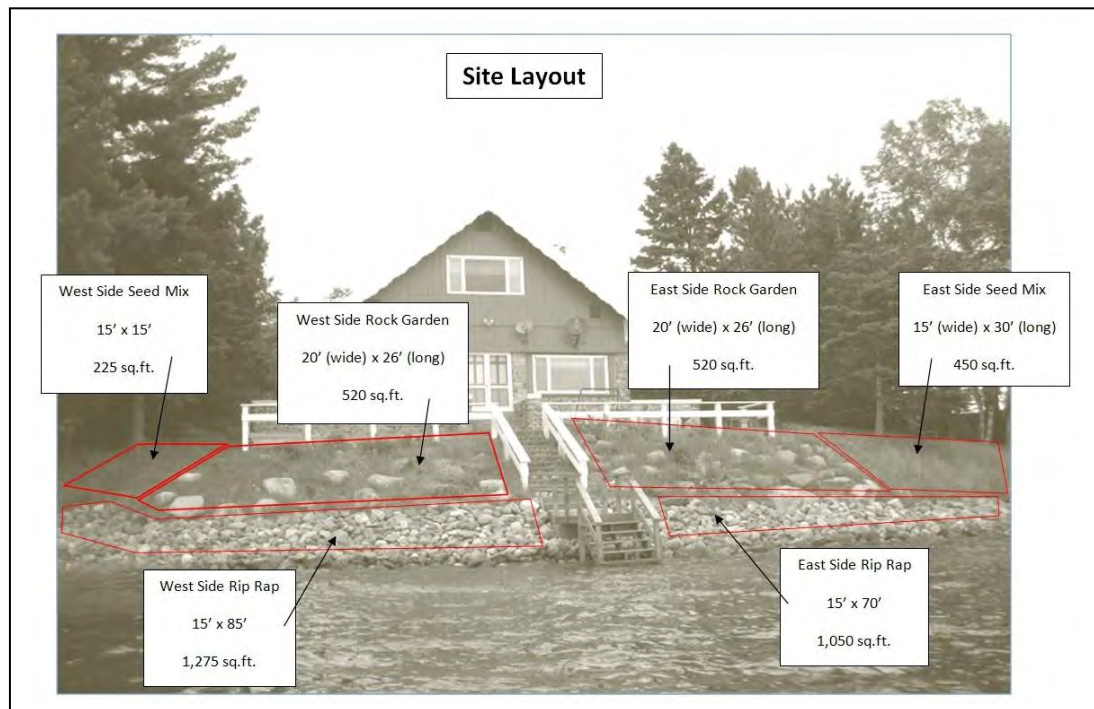 Site Layout
West Side Seed Mix
15’ x 15’
225 sq.ft.
West Side Rock Garden
20’ (wide) x 26’ (long)
520 sq.ft.
East Side Rock Garden
20’ (wide) x 26’ (long)
520 sq.ft.
East Side Seed Mix
15’ (wide) x 30’ (long)
450 sq.ft.
West Side Rip Rap
15’ x 85’
1,275 sq.ft.
East Side Rip Rap
15’ x 70’
1,050 sq.ft.